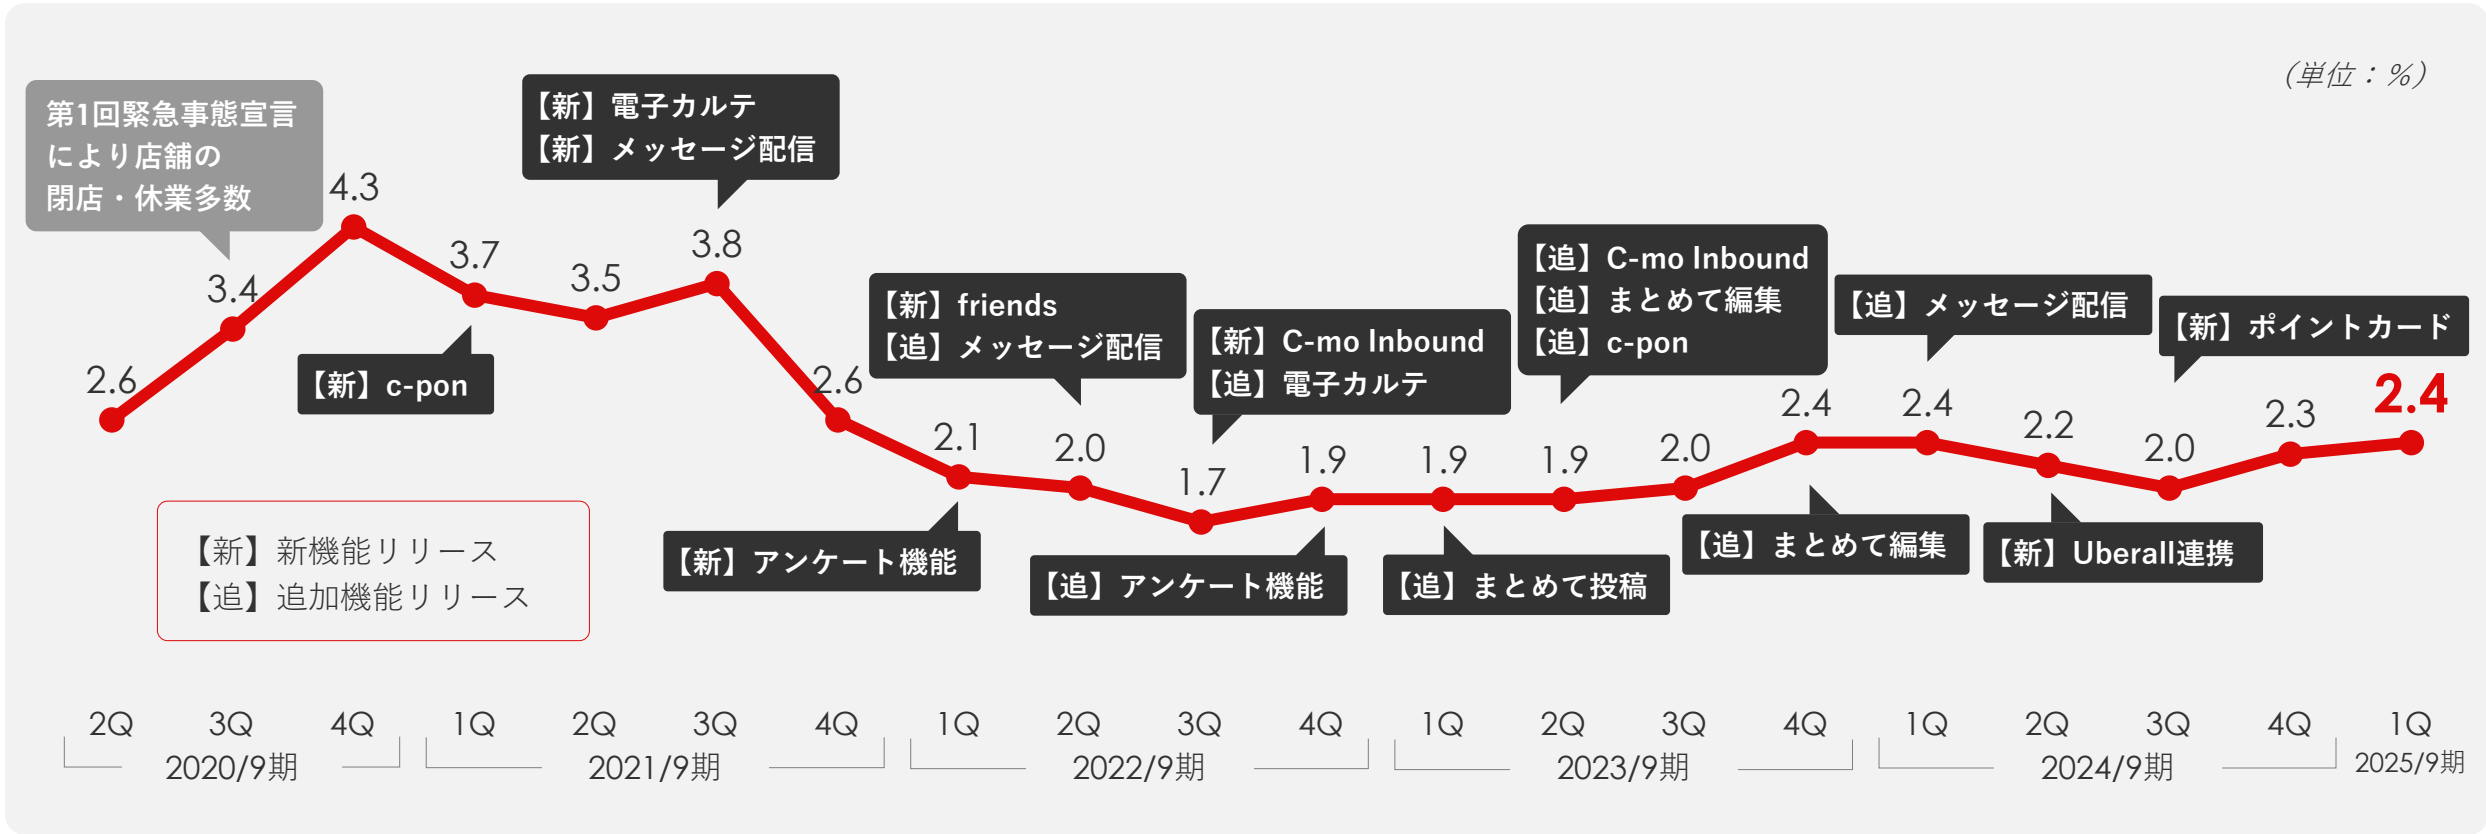 （単位：％）
第1回緊急事態宣言
により店舗の
閉店・休業多数
【新】電子カルテ
【新】メッセージ配信
【新】c-pon
【新】friends
【追】メッセージ配信
【新】C-mo Inbound
【追】電子カルテ
【追】C-mo Inbound
【追】まとめて編集
【追】c-pon
【追】メッセージ配信
【新】ポイントカード
2.6
3.4
4.3
3.7
3.5
3.8
2.6
2.1
2.0
1.7
1.9
1.9
1.9
2.0
2.4
2.4
2.2
2.0
2.3
2.4
【新】アンケート機能
【追】アンケート機能
【追】まとめて投稿
【追】まとめて編集
【新】Uberall連携
【新】新機能リリース
【追】追加機能リリース
2Q 3Q 4Q 1Q 2Q 3Q 4Q 1Q 2Q 3Q 4Q 1Q 2Q 3Q 4Q 1Q 2Q 3Q 4Q 1Q
2020/9期 2021/9期 2022/9期 2023/9期 2024/9期 2025/9期